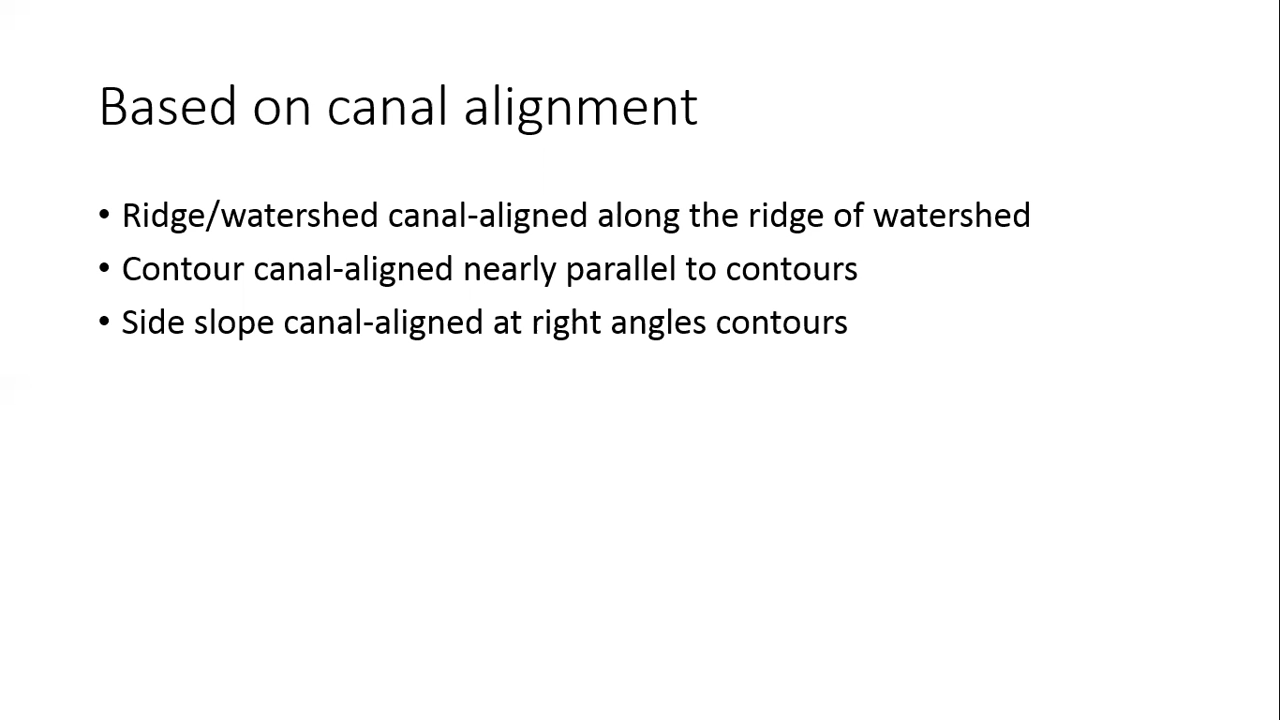 Based on canal alignment
• Ridge/watershed canal-aligned along the ridge of watershed
• Contour canal-aligned nearly parallel to contours
• Side slope canal-aligned at right angles contours